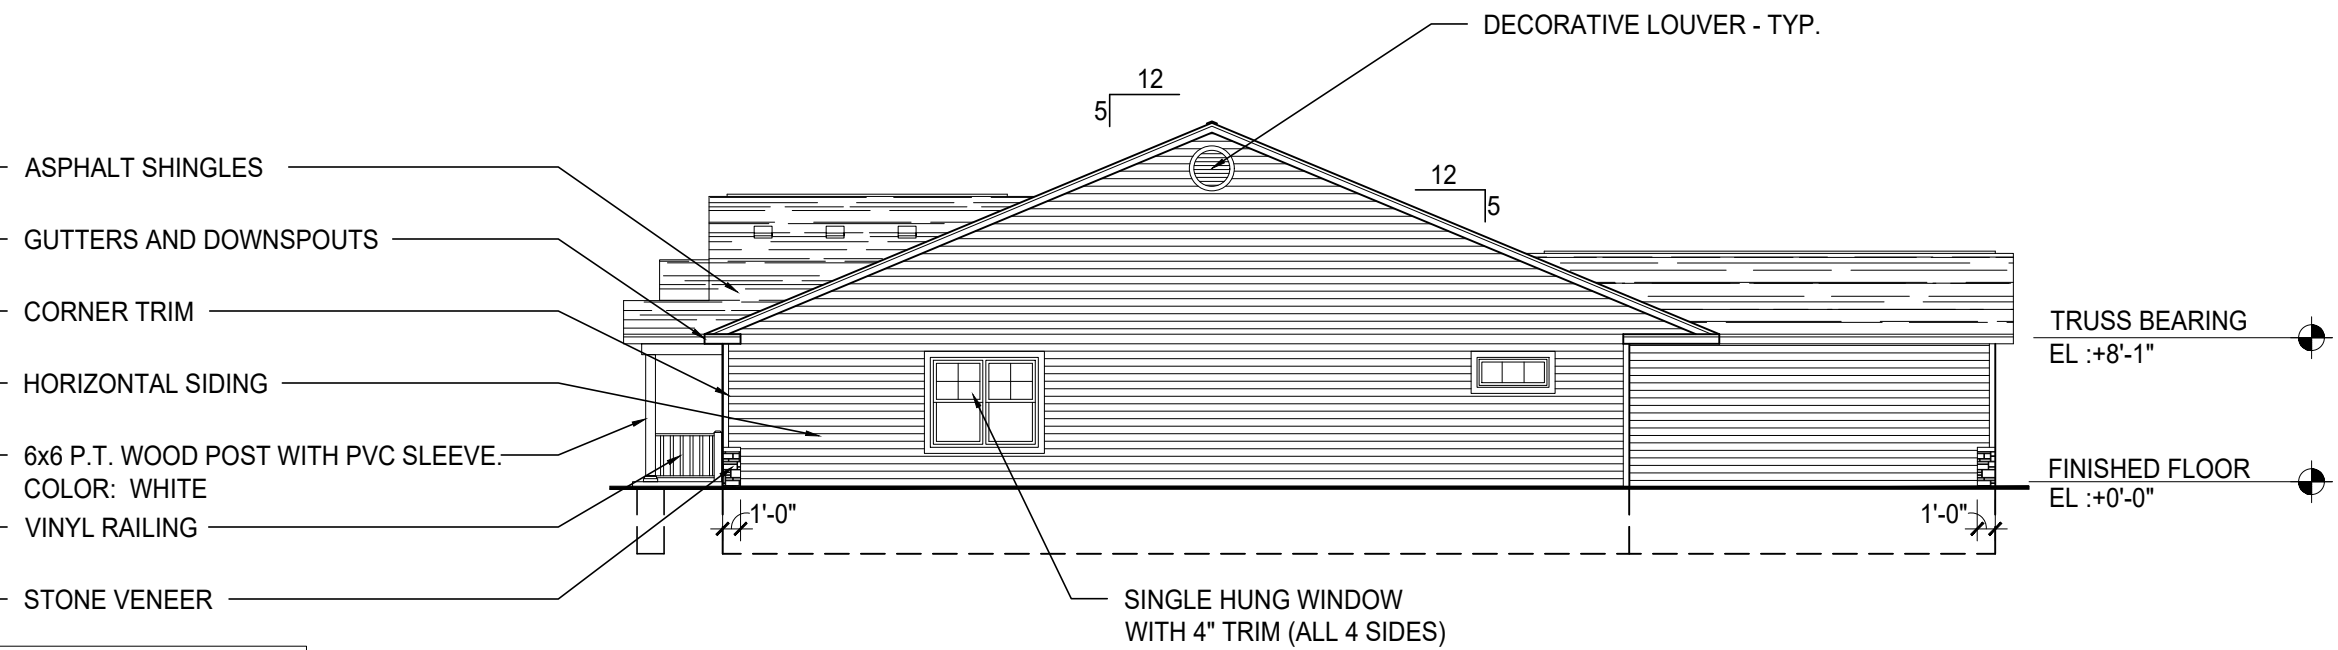 DECORATIVE LOUVER - TYP.
12
5
12
5
ASPHALT SHINGLES
GUTTERS AND DOWNSPOUTS
CORNER TRIM
HORIZONTAL SIDING
6x6 P.T. WOOD POST WITH PVC SLEEVE.
COLOR: WHITE
VINYL RAILING
STONE VENEER
TRUSS BEARING
EL :+8'-1"
FINISHED FLOOR
EL :+0'-0"
1'-0"
1'-0"
SINGLE HUNG WINDOW
WITH 4" TRIM (ALL 4 SIDES)